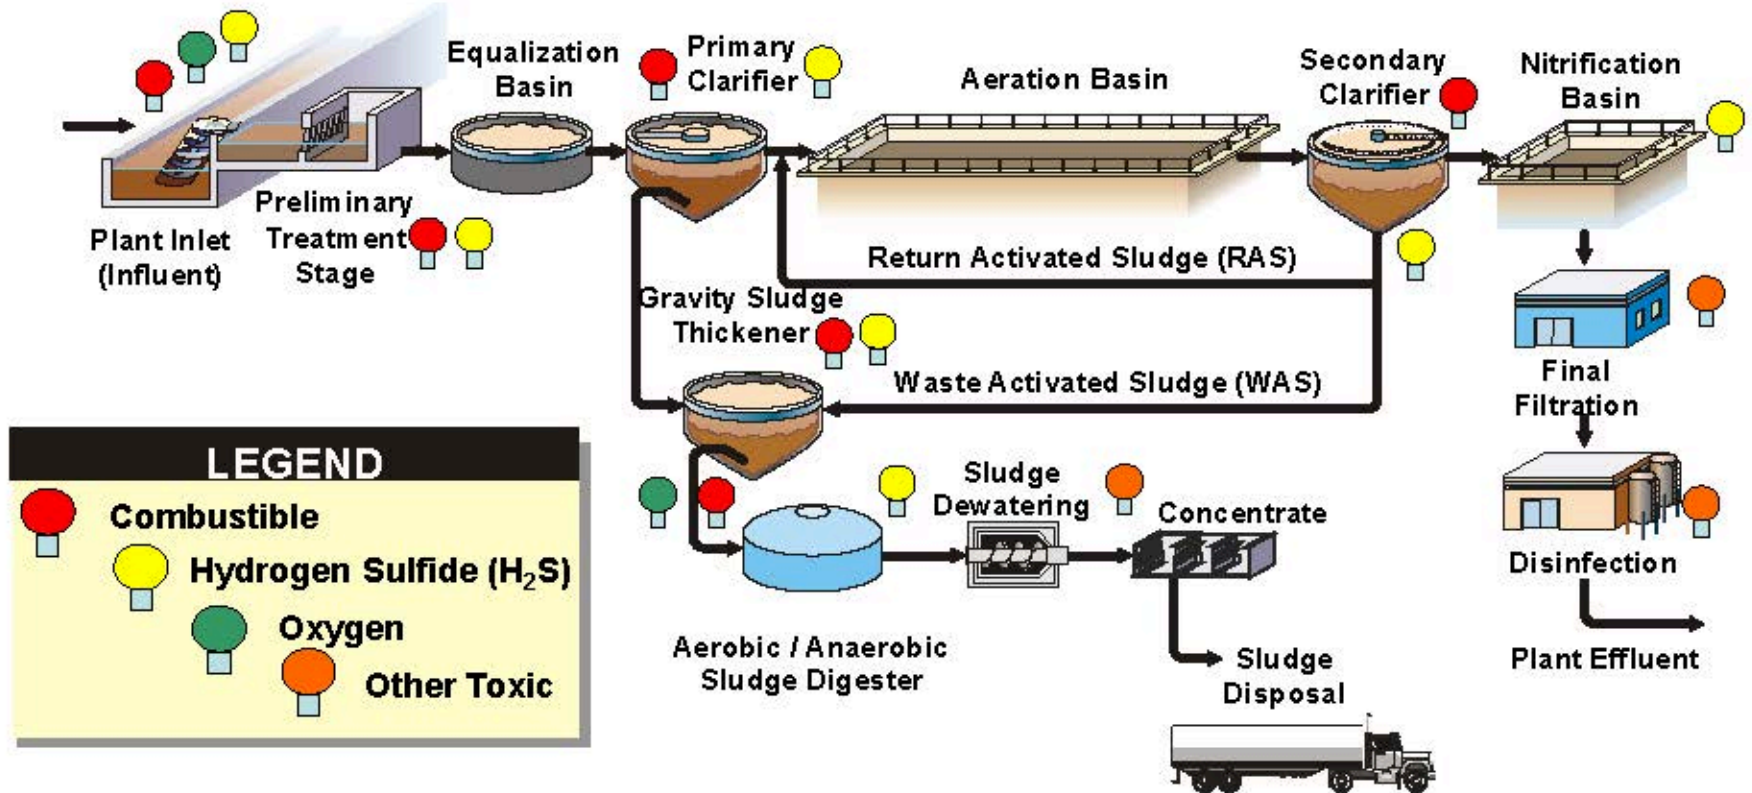 Equalization
Basin
Primary
Clarifier
Aeration Basin
Secondary
Clarifier
Nitrification
Basin
Plant Inlet
(Influent)
Preliminary
Treatment
Stage
Return Activated Sludge (RAS)
Gravity Sludge
Thickener
Waste Activated Sludge (WAS)
Final
Filtration
LEGEND
Combustible
Hydrogen Sulfide (H₂S)
Oxygen
Other Toxic
Sludge
Dewatering
Concentrate
Disinfection
Aerobic / Anaerobic
Sludge Digester
Sludge
Disposal
Plant Effluent